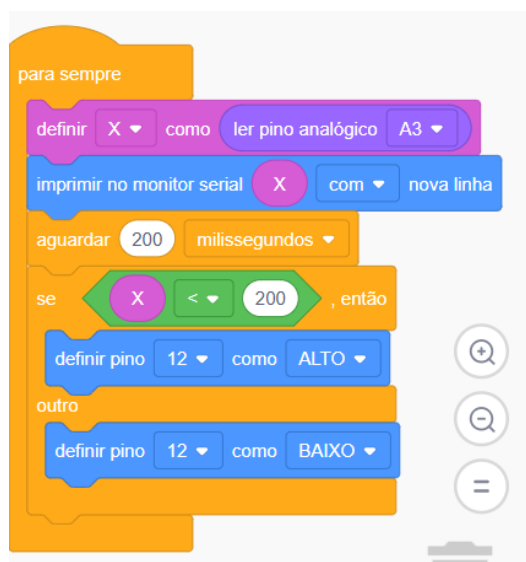 para sempre
definir X como ler pino analógico A3
imprimir no monitor serial X com nova linha
aguardar 200 milissegundos
se X < 200 , então
definir pino 12 como ALTO
outro
definir pino 12 como BAIXO